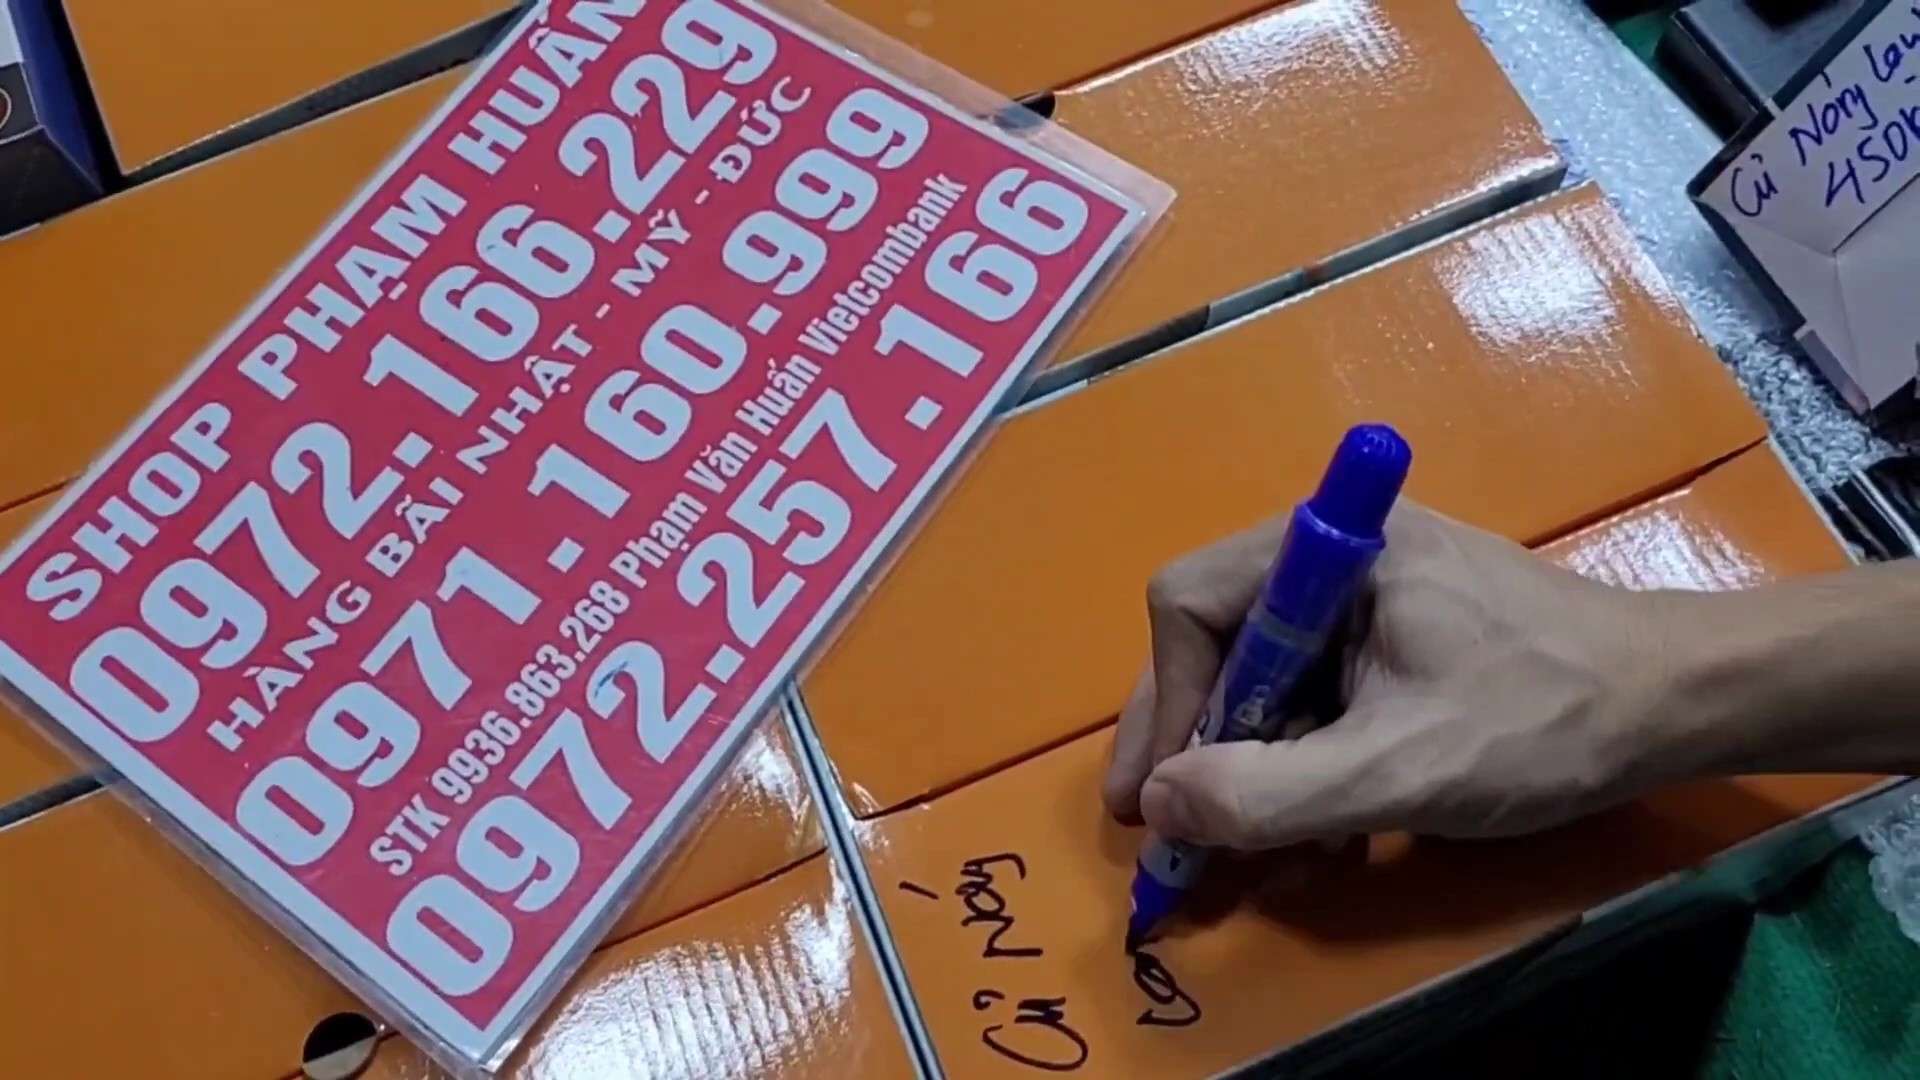 SHOP PHẠM HUẤN
0972.166.229
HÀNG BÃI NHẬT - MỸ - ĐỨC
0971.160.999
STK 9936.863.268 Phạm Văn Huấn Vietcombank
0972.257.166
Củ Nóng
Củ Nóng Lạnh
450k